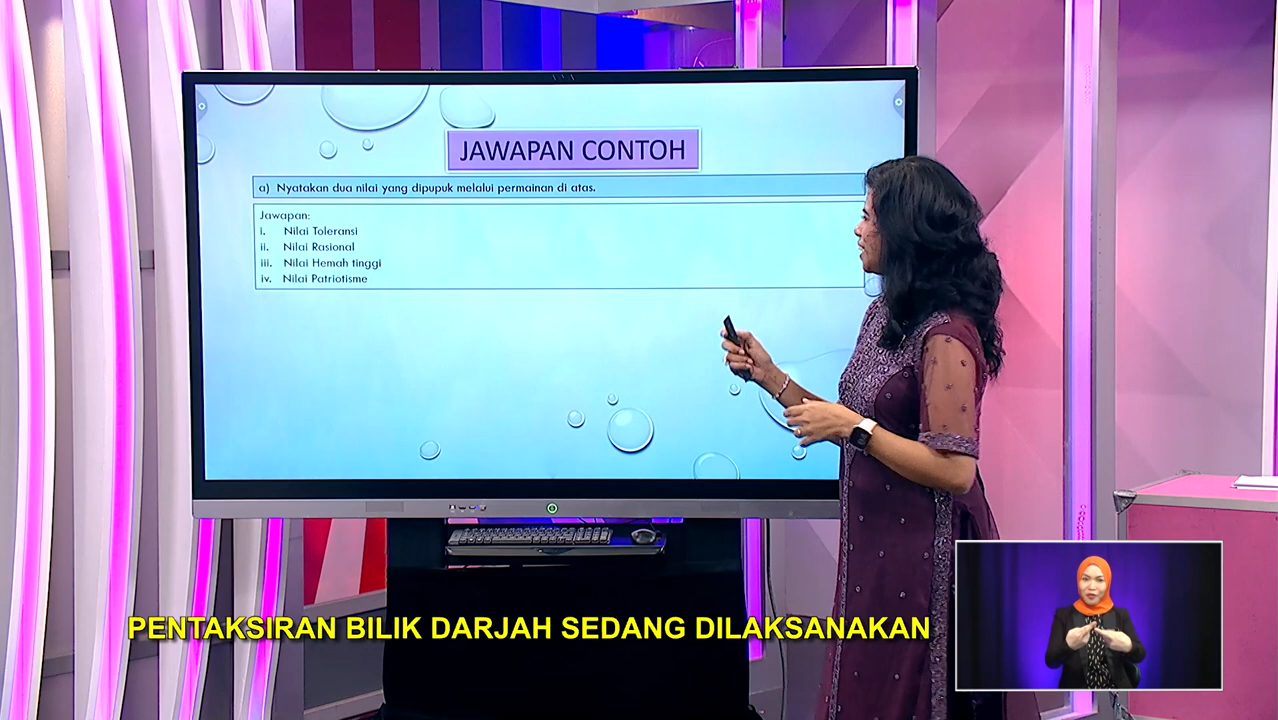 JAWAPAN CONTOH
a) Nyatakan dua nilai yang dipupuk melalui permainan di atas.
Jawapan:
i. Nilai Toleransi
ii. Nilai Rasional
iii. Nilai Hemah tinggi
iv. Nilai Patriotisme
PENTAKSIRAN BILIK DARJAH SEDANG DILAKSANAKAN